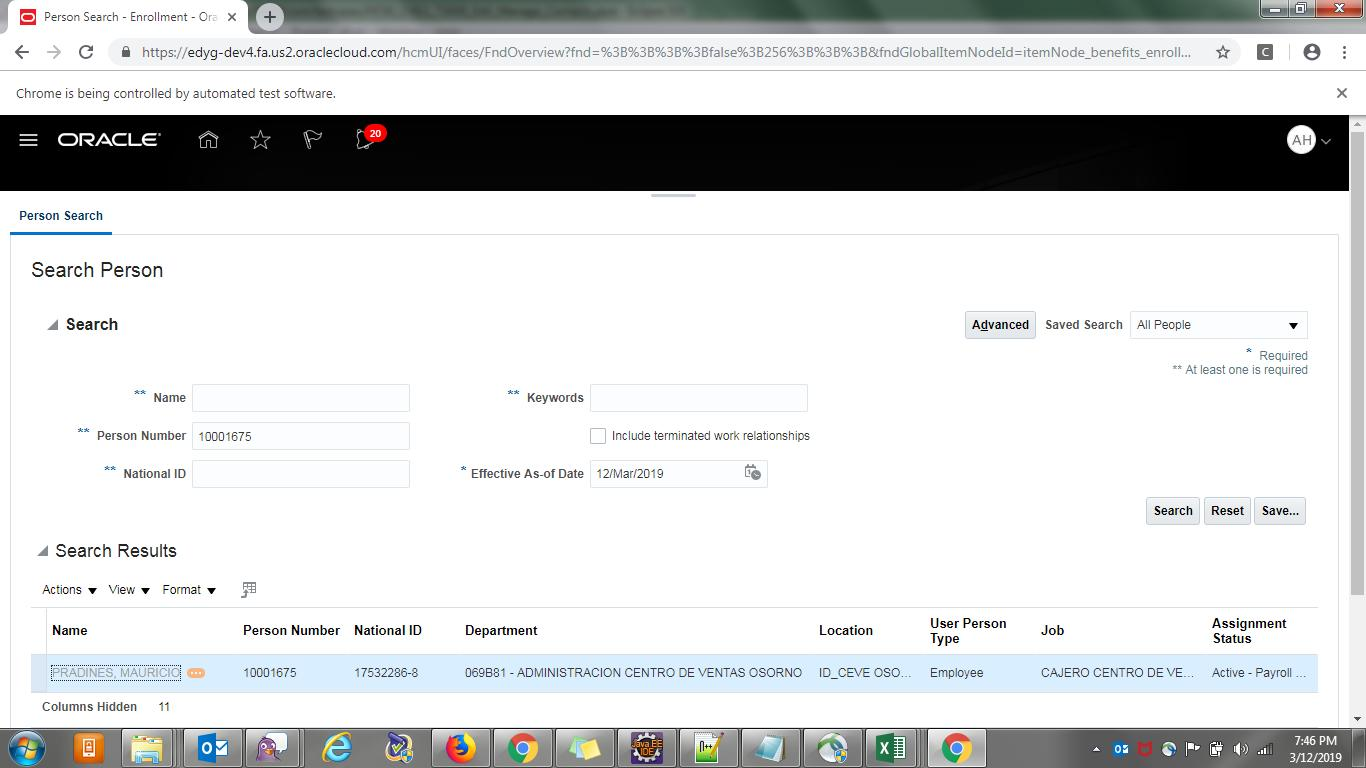 Person Search - Enrollment - Ora
https://edyg-dev4.fa.us2.oraclecloud.com/hcmUI/faces/FndOverview?fnd=%3B%3B%3B%3Bfalse%3B256%3B%3B%3B&fndGlobalItemNodeId=itemNode_benefits_enroll...
C
Chrome is being controlled by automated test software.
ORACLE
20
AH
Person Search
Search Person
Search
Advanced
Saved Search
All People
* Required
** At least one is required
** Name
** Keywords
** Person Number 10001675
Include terminated work relationships
** National ID
* Effective As-of Date 12/Mar/2019
Search Reset Save...
Search Results
Actions View Format
Name Person Number National ID Department Location User Person Type Job Assignment Status
PRADINES, MAURICIO 10001675 17532286-8 069B81 - ADMINISTRACION CENTRO DE VENTAS OSORNO ID_CEVE OSO... Employee CAJERO CENTRO DE VE... Active - Payroll ...
Columns Hidden 11
Java EE IDE
7:46 PM
3/12/2019